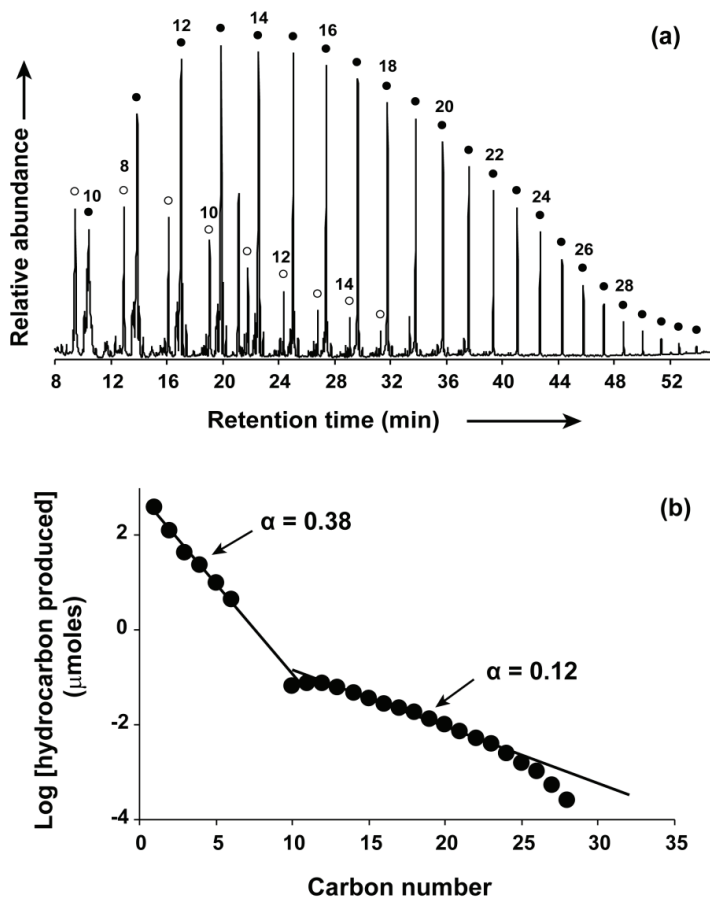 (a)
Relative abundance
12
14
16
18
20
22
24
26
28
8
10
10
12
14
8 12 16 20 24 28 32 36 40 44 48 52
Retention time (min)
(b)
Log [hydrocarbon produced]
(μmoles)
2
0
-2
-4
α = 0.38
α = 0.12
0 5 10 15 20 25 30 35
Carbon number